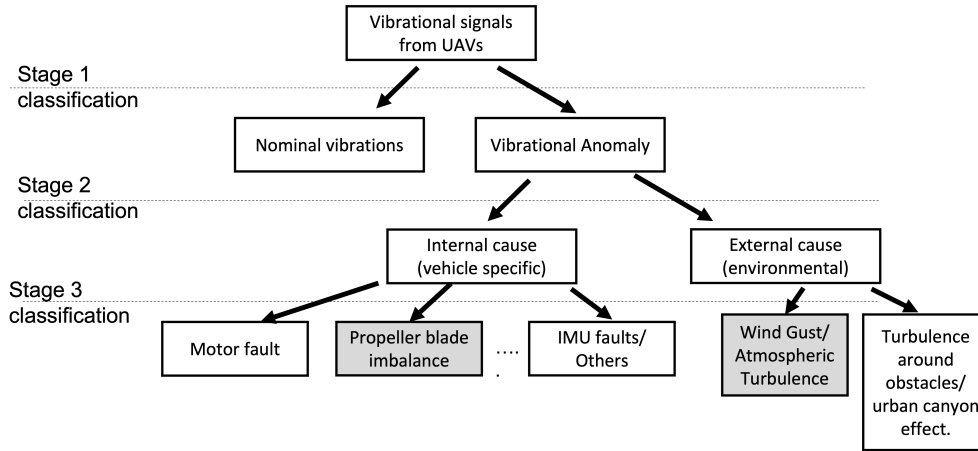 Vibrational signals
from UAVs
Stage 1
classification
Nominal vibrations
Vibrational Anomaly
Stage 2
classification
Internal cause
(vehicle specific)
External cause
(environmental)
Stage 3
classification
Motor fault
Propeller blade
imbalance
....
.
IMU faults/
Others
Wind Gust/
Atmospheric
Turbulence
Turbulence
around
obstacles/
urban canyon
effect.